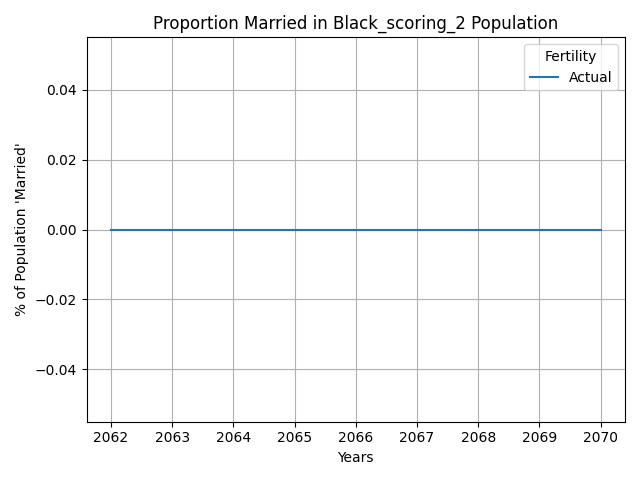 Proportion Married in Black_scoring_2 Population
Fertility
Actual
% of Population 'Married'
0.04
0.02
0.00
−0.02
−0.04
2062 2063 2064 2065 2066 2067 2068 2069 2070
Years